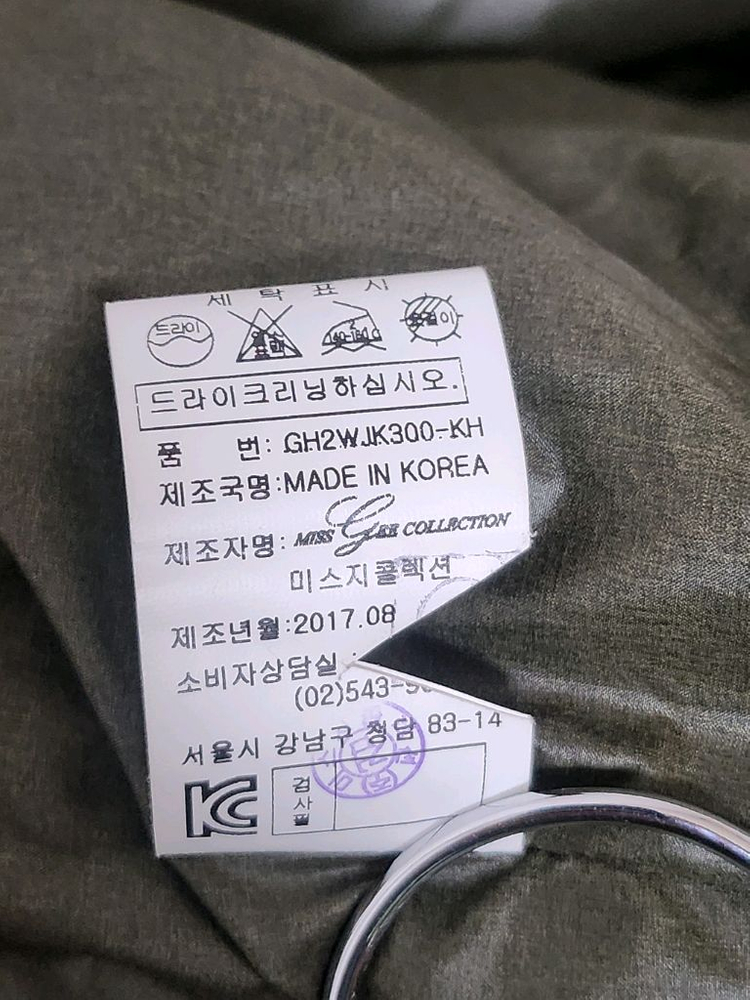 세 탁 표 시
드라이
드라이크리닝하십시오.
품 번: GH2WJK300-KH
제조국명:MADE IN KOREA
제조자명: MISS GEE COLLECTION
미스지콜렉션
제조년월:2017.08
소비자상담실 :
(02)543-
서울시 강남구 청담 83-14
KC
검사필